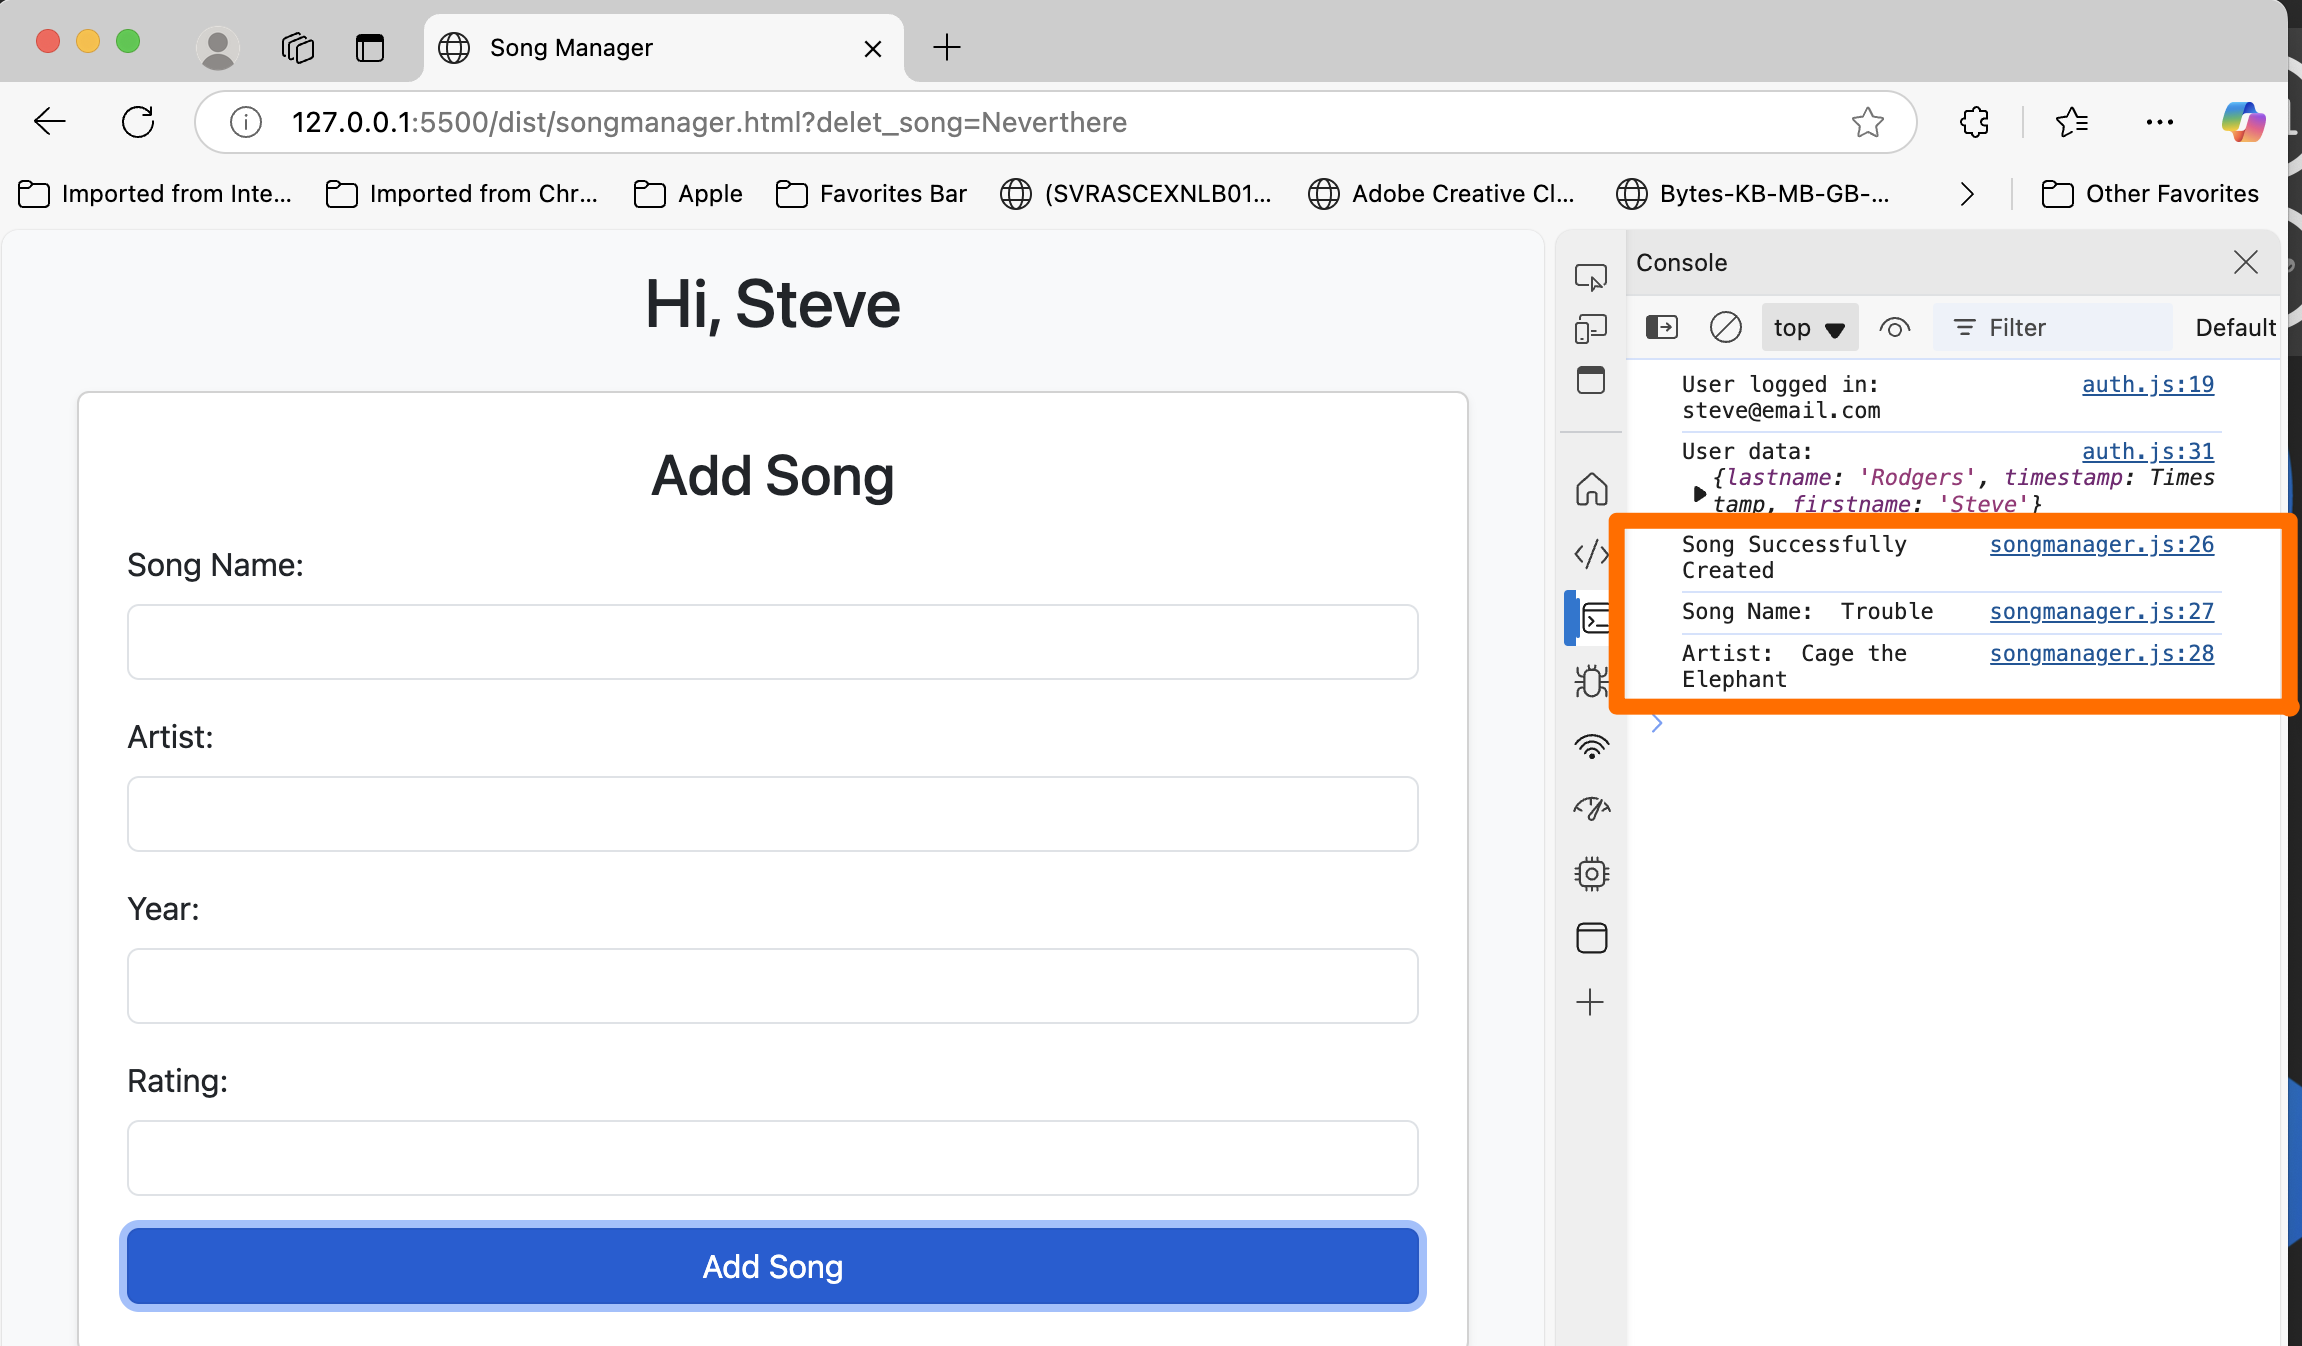 Song Manager
127.0.0.1:5500/dist/songmanager.html?delet_song=Neverthere
Imported from Inte...
Imported from Chr...
Apple
Favorites Bar
(SVRASCEXNLB01...
Adobe Creative Cl...
Bytes-KB-MB-GB-...
Other Favorites
Hi, Steve
Add Song
Song Name:
Artist:
Year:
Rating:
Add Song
Console
top
Filter
Default
User logged in: auth.js:19
steve@email.com
User data: auth.js:31
{lastname: 'Rodgers', timestamp: Times
tamp, firstname: 'Steve'}
Song Successfully songmanager.js:26
Created
Song Name:  Trouble songmanager.js:27
Artist:  Cage the songmanager.js:28
Elephant